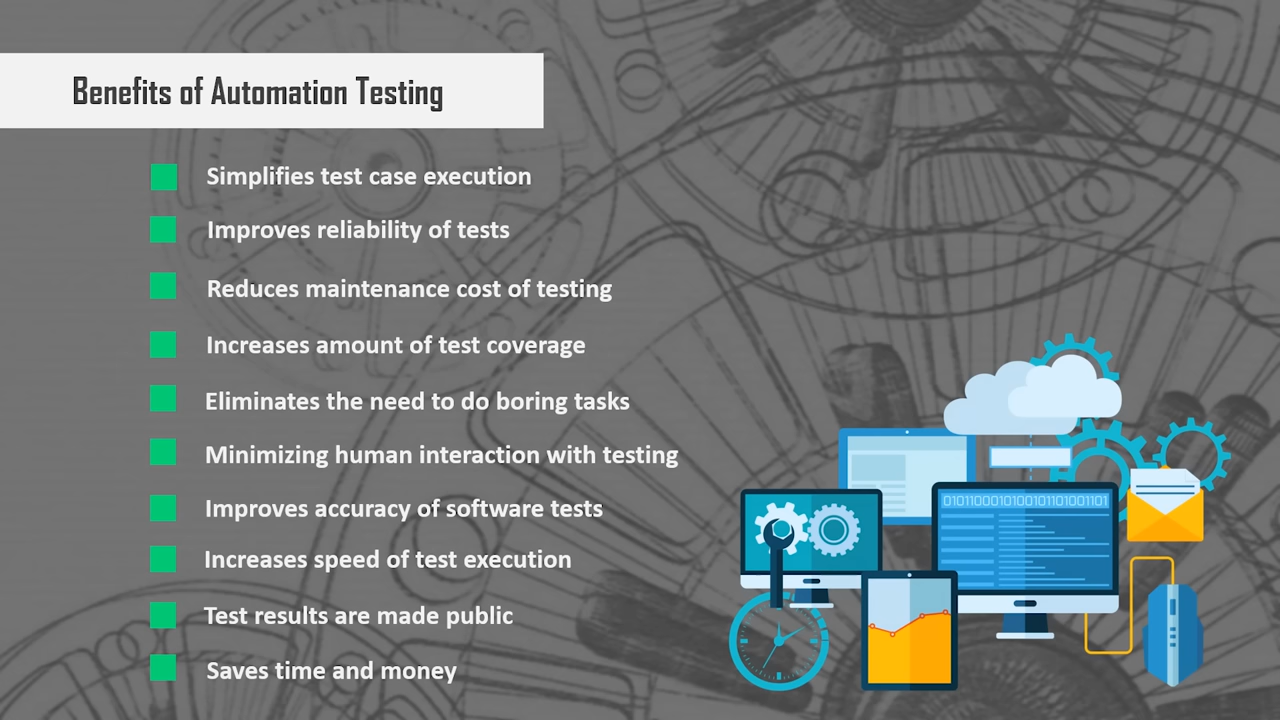 Benefits of Automation Testing
Simplifies test case execution
Improves reliability of tests
Reduces maintenance cost of testing
Increases amount of test coverage
Eliminates the need to do boring tasks
Minimizing human interaction with testing
Improves accuracy of software tests
Increases speed of test execution
Test results are made public
Saves time and money
0101100010100101101001101